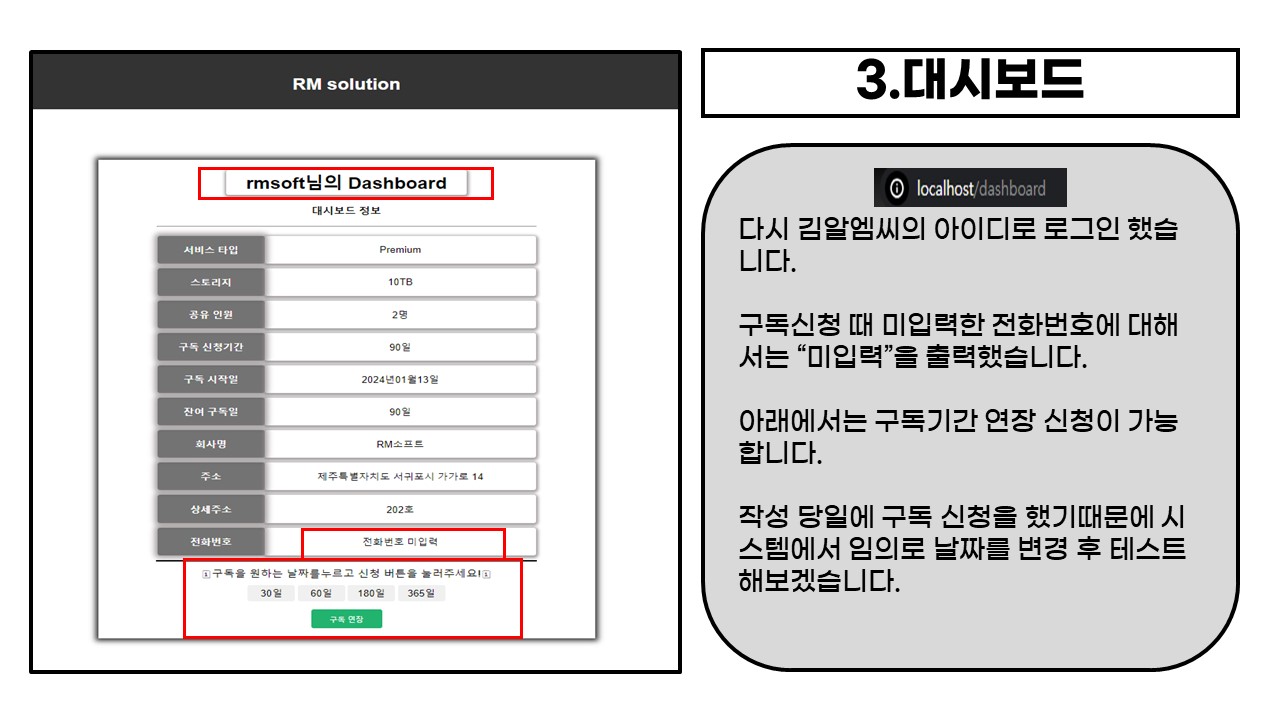 RM solution
rmsoft님의 Dashboard
대시보드 정보
서비스 타입 Premium
스토리지 10TB
공유 인원 2명
구독 신청기간 90일
구독 시작일 2024년01월13일
잔여 구독일 90일
회사명 RM소프트
주소 제주특별자치도 서귀포시 가가로 14
상세주소 202호
전화번호 전화번호 미입력
구독을 원하는 날짜를누르고 신청 버튼을 눌러주세요!
30일 60일 180일 365일
구독 연장
3.대시보드
localhost/dashboard
다시 김알엠씨의 아이디로 로그인 했습
니다.
구독신청 때 미입력한 전화번호에 대해
서는 “미입력”을 출력했습니다.
아래에서는 구독기간 연장 신청이 가능
합니다.
작성 당일에 구독 신청을 했기때문에 시
스템에서 임의로 날짜를 변경 후 테스트
해보겠습니다.